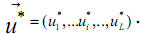 u⃗* = (u₁*,...uᵢ*,..,u_L*) ·